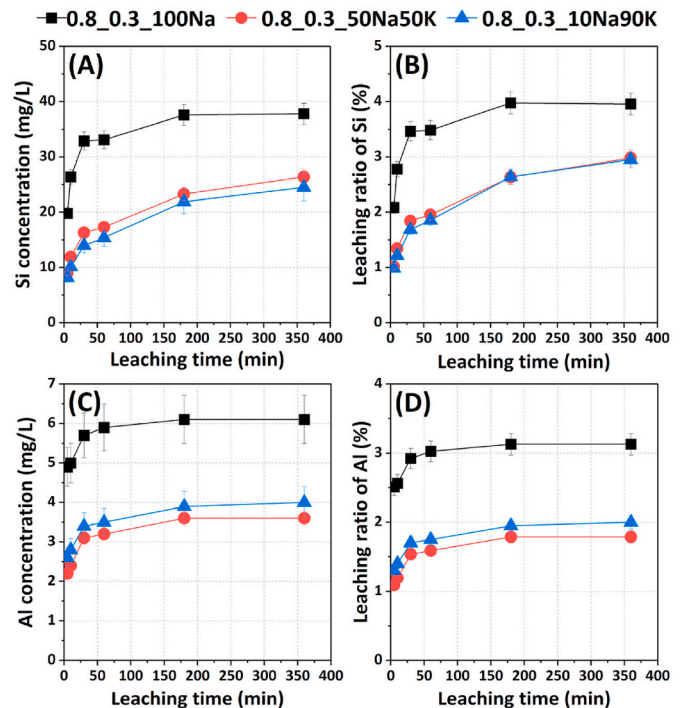 0.8_0.3_100Na 0.8_0.3_50Na50K 0.8_0.3_10Na90K
(A)
50
40
30
20
10
0
Si concentration (mg/L)
0 50 100 150 200 250 300 350 400
Leaching time (min)
(B)
5
4
3
2
1
0
Leaching ratio of Si (%)
0 50 100 150 200 250 300 350 400
Leaching time (min)
(C)
7
6
5
4
3
2
1
0
Al concentration (mg/L)
0 50 100 150 200 250 300 350 400
Leaching time (min)
(D)
4
3
2
1
0
Leaching ratio of Al (%)
0 50 100 150 200 250 300 350 400
Leaching time (min)